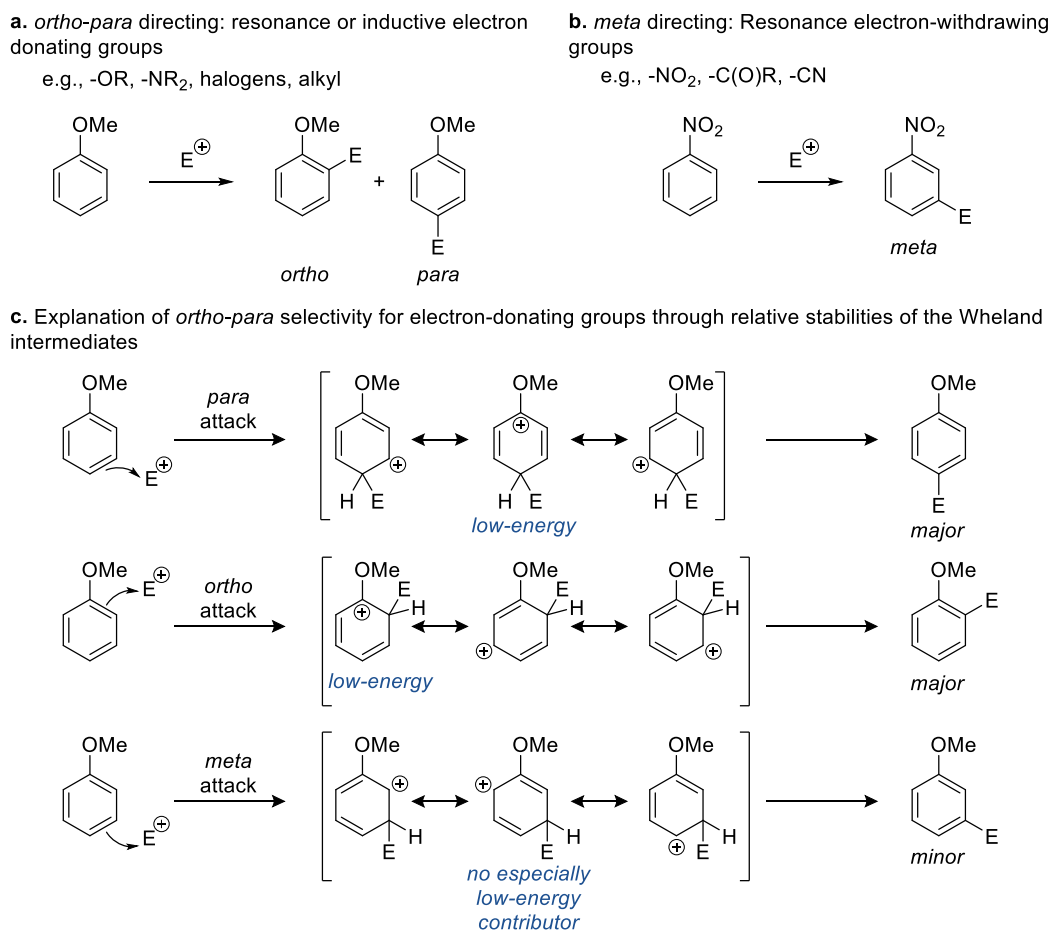 a. ortho-para directing: resonance or inductive electron
donating groups
e.g., -OR, -NR₂, halogens, alkyl
b. meta directing: Resonance electron-withdrawing
groups
e.g., -NO₂, -C(O)R, -CN
OMe
E⊕
OMe
E
+
OMe
E
ortho
para
NO₂
E⊕
NO₂
E
meta
c. Explanation of ortho-para selectivity for electron-donating groups through relative stabilities of the Wheland
intermediates
OMe
E⊕
para
attack
OMe
⊕
H E
OMe
⊕
H E
low-energy
OMe
⊕
H E
OMe
E
major
OMe
E⊕
ortho
attack
OMe
⊕
E
H
low-energy
OMe
E
H
⊕
OMe
E
H
⊕
OMe
E
major
OMe
E⊕
meta
attack
OMe
⊕
H
E
OMe
⊕
H
E
no especially
low-energy
contributor
OMe
H
⊕ E
OMe
E
minor